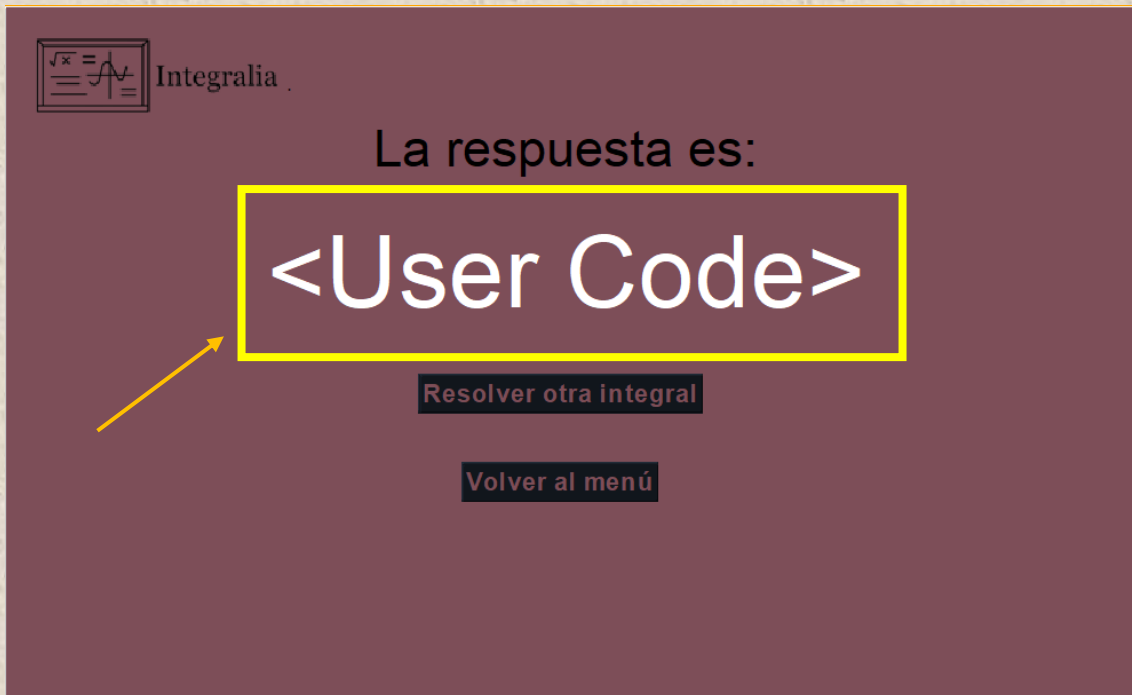 √x =
Integralia .
La respuesta es:
<User Code>
Resolver otra integral
Volver al menú